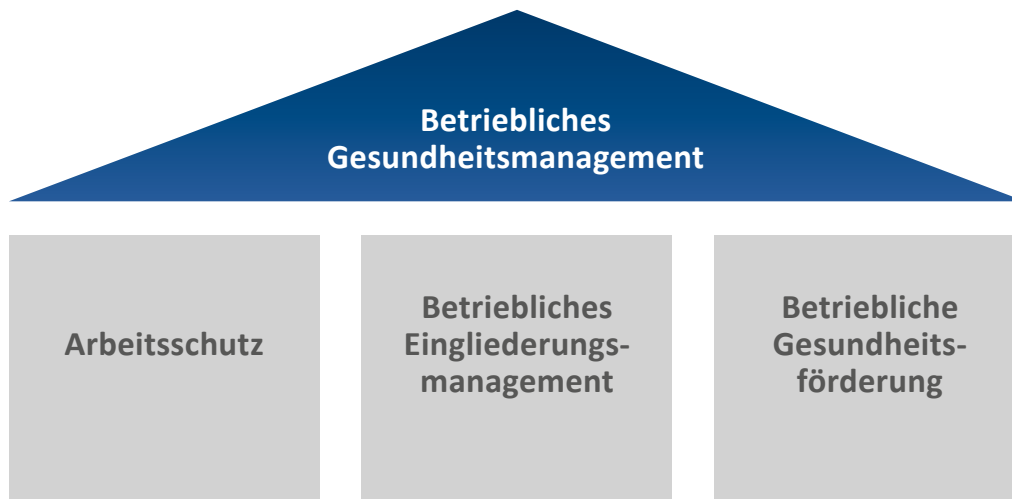 Betriebliches
Gesundheitsmanagement
Arbeitsschutz
Betriebliches
Eingliederungs-
management
Betriebliche
Gesundheits-
förderung